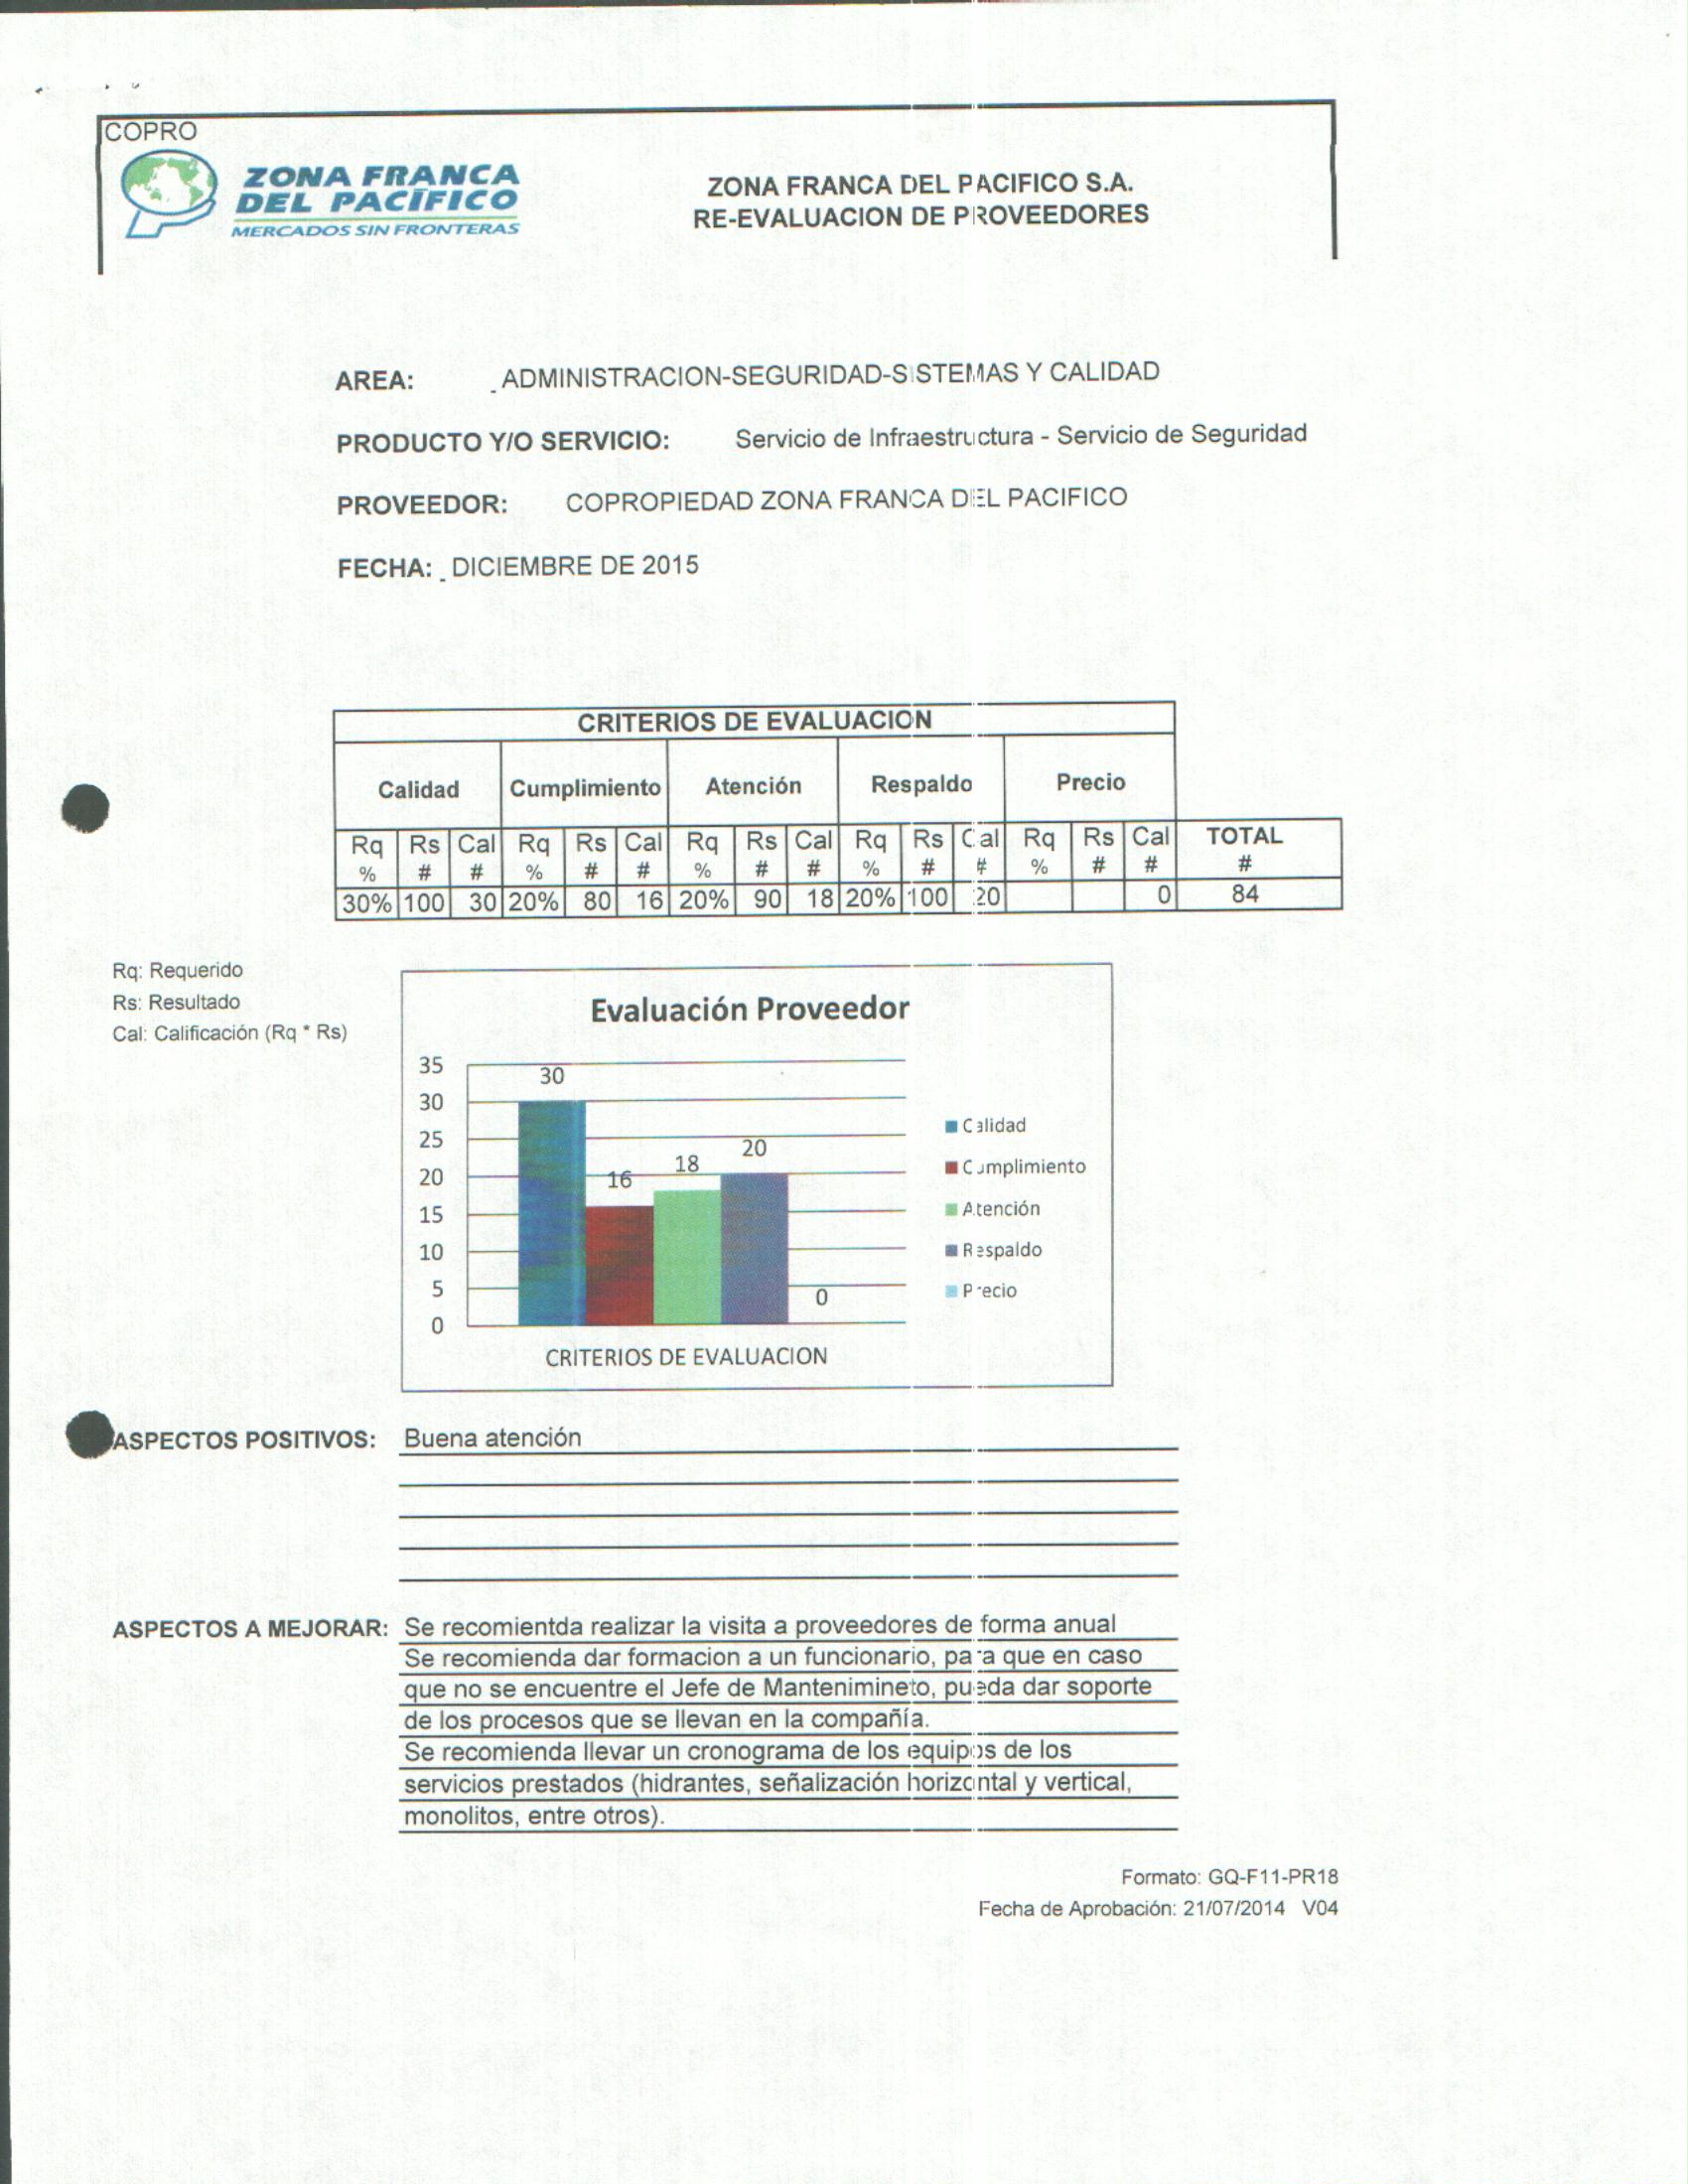 COPRO
ZONA FRANCA
DEL PACÍFICO
MERCADOS SIN FRONTERAS
ZONA FRANCA DEL PACIFICO S.A.
RE-EVALUACION DE PROVEEDORES
AREA: ADMINISTRACION-SEGURIDAD-SISTEMAS Y CALIDAD
PRODUCTO Y/O SERVICIO: Servicio de Infraestructura - Servicio de Seguridad
PROVEEDOR: COPROPIEDAD ZONA FRANCA DEL PACIFICO
FECHA: DICIEMBRE DE 2015
CRITERIOS DE EVALUACION
Calidad Cumplimiento Atención Respaldo Precio
Rq Rs Cal Rq Rs Cal Rq Rs Cal Rq Rs Cal Rq Rs Cal TOTAL
% # # % # # % # # % # # % # # #
30% 100 30 20% 80 16 20% 90 18 20% 100 20 0 84
Rq: Requerido
Rs: Resultado
Cal: Calificación (Rq * Rs)
Evaluación Proveedor
35
30
25
20
15
10
5
0
30
16
18
20
0
CRITERIOS DE EVALUACION
Calidad
Cumplimiento
Atención
Respaldo
Precio
ASPECTOS POSITIVOS: Buena atención
ASPECTOS A MEJORAR: Se recomientda realizar la visita a proveedores de forma anual
Se recomienda dar formacion a un funcionario, para que en caso
que no se encuentre el Jefe de Mantenimineto, pueda dar soporte
de los procesos que se llevan en la compañía.
Se recomienda llevar un cronograma de los equipos de los
servicios prestados (hidrantes, señalización horizontal y vertical,
monolitos, entre otros).
Formato: GQ-F11-PR18
Fecha de Aprobación: 21/07/2014 V04